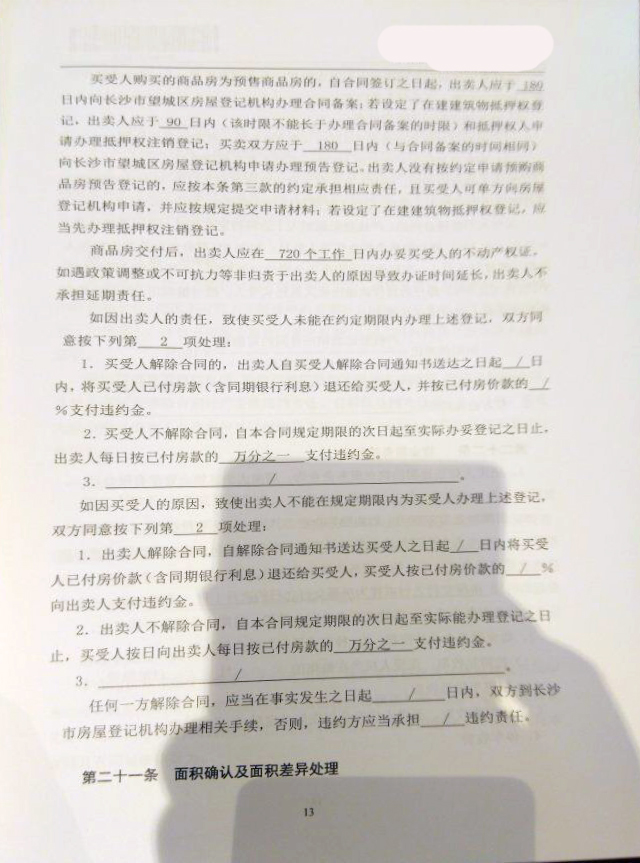 买受人购买的商品房为预售商品房的，自合同签订之日起，出卖人应于 180
日内向长沙市望城区房屋登记机构办理合同备案；若设定了在建建筑物抵押权登
记，出卖人应于 90 日内（该时限不能长于办理合同备案的时限）和抵押权人申
请办理抵押权注销登记；买卖双方应于 180 日内（与合同备案的时间相同）
向长沙市望城区房屋登记机构申请办理预告登记。出卖人没有按约定申请预购商
品房预告登记的，应按本条第三款的约定承担相应责任，且买受人可单方向房屋
登记机构申请，并应按规定提交申请材料；若设定了在建建筑物抵押权登记，应
当先办理抵押权注销登记。
商品房交付后，出卖人应在 720 个工作 日内办妥买受人的不动产权证。
如遇政策调整或不可抗力等非归责于出卖人的原因导致办证时间延长，出卖人不
承担延期责任。
如因出卖人的责任，致使买受人未能在约定期限内办理上述登记，双方同
意按下列第 2 项处理：
1．买受人解除合同的，出卖人自买受人解除合同通知书送达之日起 / 日
内，将买受人已付房款（含同期银行利息）退还给买受人，并按已付房价款的 /
%支付违约金。
2．买受人不解除合同，自本合同规定期限的次日起至实际办妥登记之日止，
出卖人每日按已付房款的 万分之一 支付违约金。
3．/。
如因买受人的原因，致使出卖人不能在规定期限内为买受人办理上述登记，
双方同意按下列第 2 项处理：
1．出卖人解除合同，自解除合同通知书送达买受人之日起 / 日内将买受
人已付房价款（含同期银行利息）退还给买受人，买受人按已付房价款的 / %
向出卖人支付违约金。
2．出卖人不解除合同，自本合同规定期限的次日起至实际能办理登记之日
止，买受人按日向出卖人每日按已付房款的 万分之一 支付违约金。
3．/。
任何一方解除合同，应当在事实发生之日起 / 日内，双方到长沙
市房屋登记机构办理相关手续，否则，违约方应当承担 / 违约责任。
第二十一条 面积确认及面积差异处理
13